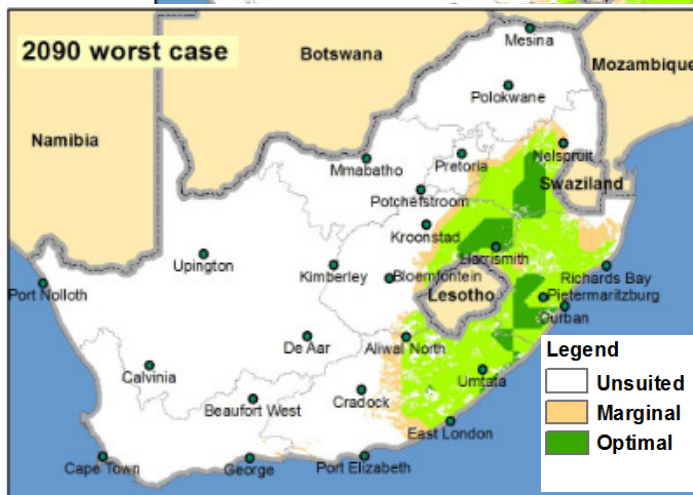 2090 worst case
Botswana
Mesina
Mozambique
Polokwane
Namibia
Nelspruit
Pretoria
Mmabatho
Swaziland
Potchefstroom
Kroonstad
Harrismith
Upington
Kimberley
Bloemfontein
Richards Bay
Port Nolloth
Lesotho
Pietermaritzburg
Durban
De Aar
Aliwal North
Legend
Calvinia
Umtata
Unsuited
Beaufort West
Cradock
Marginal
East London
Optimal
Cape Town
George
Port Elizabeth